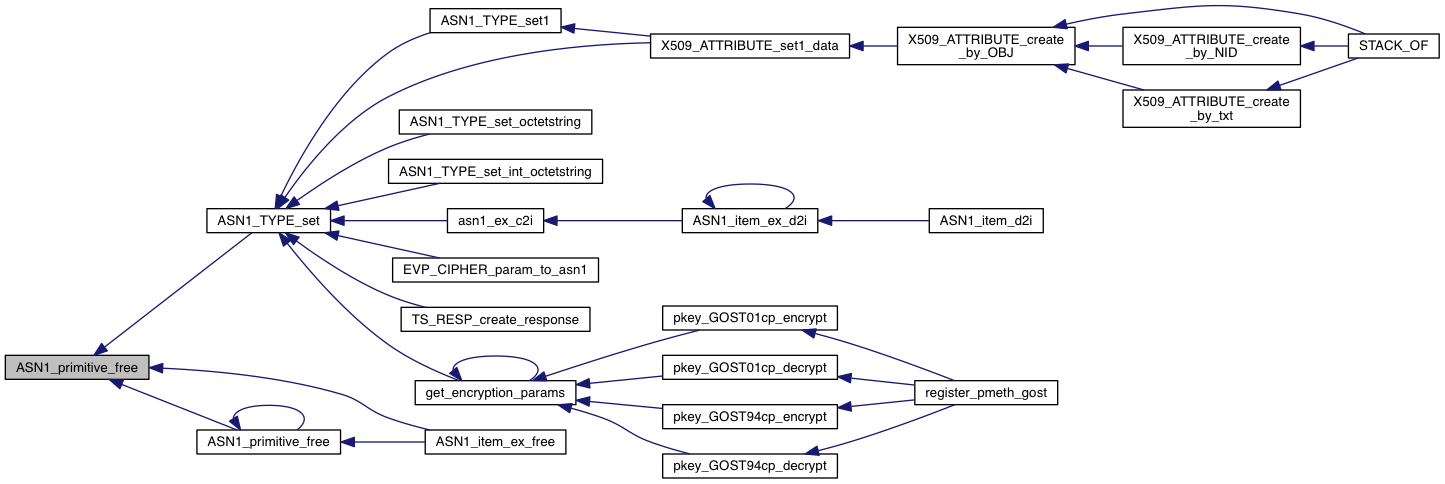 ASN1_TYPE_set1
X509_ATTRIBUTE_set1_data
X509_ATTRIBUTE_create
_by_OBJ
X509_ATTRIBUTE_create
_by_NID
STACK_OF
X509_ATTRIBUTE_create
_by_txt
ASN1_TYPE_set_octetstring
ASN1_TYPE_set_int_octetstring
ASN1_TYPE_set
asn1_ex_c2i
ASN1_item_ex_d2i
ASN1_item_d2i
EVP_CIPHER_param_to_asn1
TS_RESP_create_response
pkey_GOST01cp_encrypt
ASN1_primitive_free
pkey_GOST01cp_decrypt
get_encryption_params
register_pmeth_gost
pkey_GOST94cp_encrypt
ASN1_primitive_free
ASN1_item_ex_free
pkey_GOST94cp_decrypt